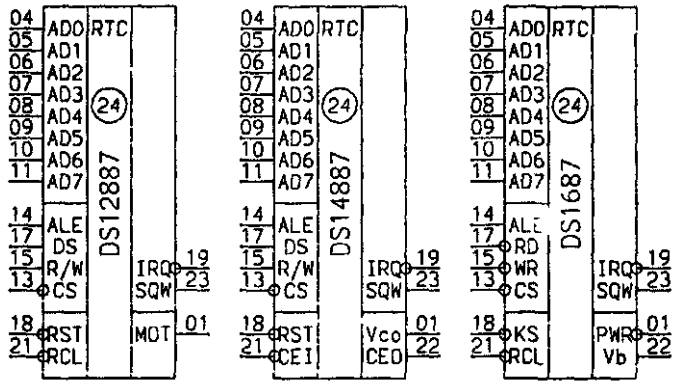 04 AD0 RTC
05 AD1
06 AD2
07 AD3
08 AD4
09 AD5
10 AD6
11 AD7
24
DS12887
14 ALE
17 DS
15 R/W IRQ 19
13 CS SQW 23
18 RST MOT 01
21 RCL
04 AD0 RTC
05 AD1
06 AD2
07 AD3
08 AD4
09 AD5
10 AD6
11 AD7
24
DS14887
14 ALE
17 DS
15 R/W IRQ 19
13 CS SQW 23
18 RST Vco 01
21 CEI CEO 22
04 AD0 RTC
05 AD1
06 AD2
07 AD3
08 AD4
09 AD5
10 AD6
11 AD7
24
DS1687
14 ALE
17 RD
15 WR IRQ 19
13 CS SQW 23
18 KS PWR 01
21 RCL Vb 22